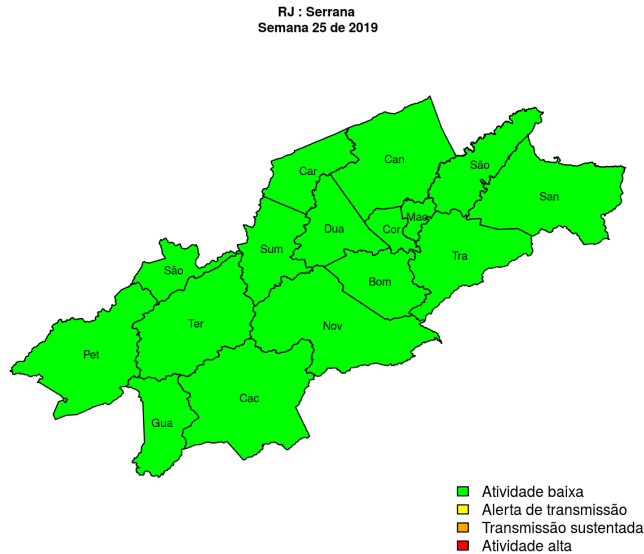 RJ : Serrana
Semana 25 de 2019
Can
São
Car
San
Mac
Dua
Cor
Sum
Tra
São
Bom
Ter
Nov
Pet
Cac
Gua
Atividade baixa
Alerta de transmissão
Transmissão sustentada
Atividade alta